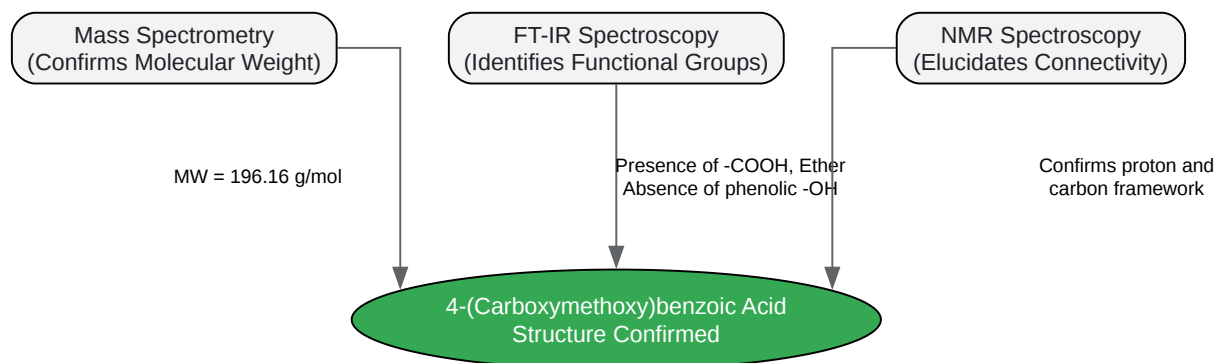 Mass Spectrometry
(Confirms Molecular Weight)
FT-IR Spectroscopy
(Identifies Functional Groups)
NMR Spectroscopy
(Elucidates Connectivity)
MW = 196.16 g/mol
Presence of -COOH, Ether
Absence of phenolic -OH
Confirms proton and
carbon framework
4-(Carboxymethoxy)benzoic Acid
Structure Confirmed